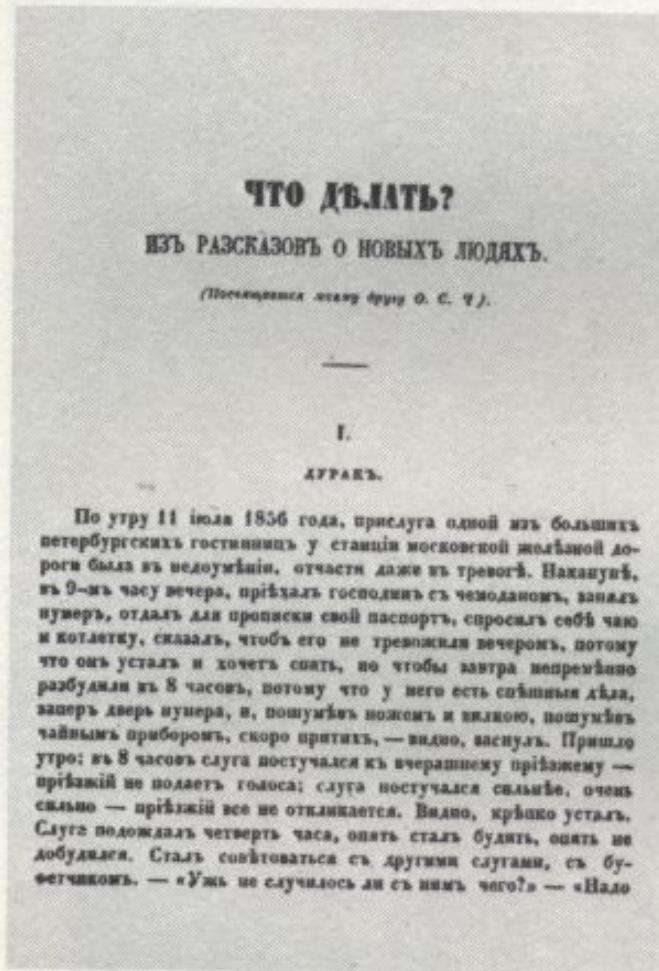 ЧТО ДѢЛАТЬ?
ИЗЪ РАЗСКАЗОВЪ О НОВЫХЪ ЛЮДЯХЪ.
(Посвящается моему другу О. С. Ч).
I.
ДУРАКЪ.
По утру 11 іюля 1856 года, прислуга одной изъ большихъ
петербургскихъ гостинницъ у станціи московской желѣзной до-
роги была въ недоумѣніи, отчасти даже въ тревогѣ. Наканунѣ,
въ 9-мъ часу вечера, пріѣхалъ господинъ съ чемоданомъ, занялъ
нумеръ, отдалъ для прописки свой паспортъ, спросилъ себѣ чаю
и котлетку, сказалъ, чтобъ его не тревожили вечеромъ, потому
что онъ усталъ и хочетъ спать, но чтобы завтра непремѣнно
разбудили въ 8 часовъ, потому что у него есть спѣшныя дѣла,
заперъ дверь нумера, и, пошумѣвъ ножемъ и вилкою, пошумѣвъ
чайнымъ приборомъ, скоро притихъ, — видно, заснулъ. Пришло
утро; въ 8 часовъ слуга постучался къ вчерашнему пріѣзжему —
пріѣзжій не подаетъ голоса; слуга постучался сильнѣе, очень
сильно — пріѣзжій все не откликается. Видно, крѣпко усталъ.
Слуга подождалъ четверть часа, опять сталъ будить, опять не
добудился. Сталъ совѣтоваться съ другими слугами, съ бу-
фетчикомъ. — «Ужь не случилось ли съ нимъ чего?» — «Надо